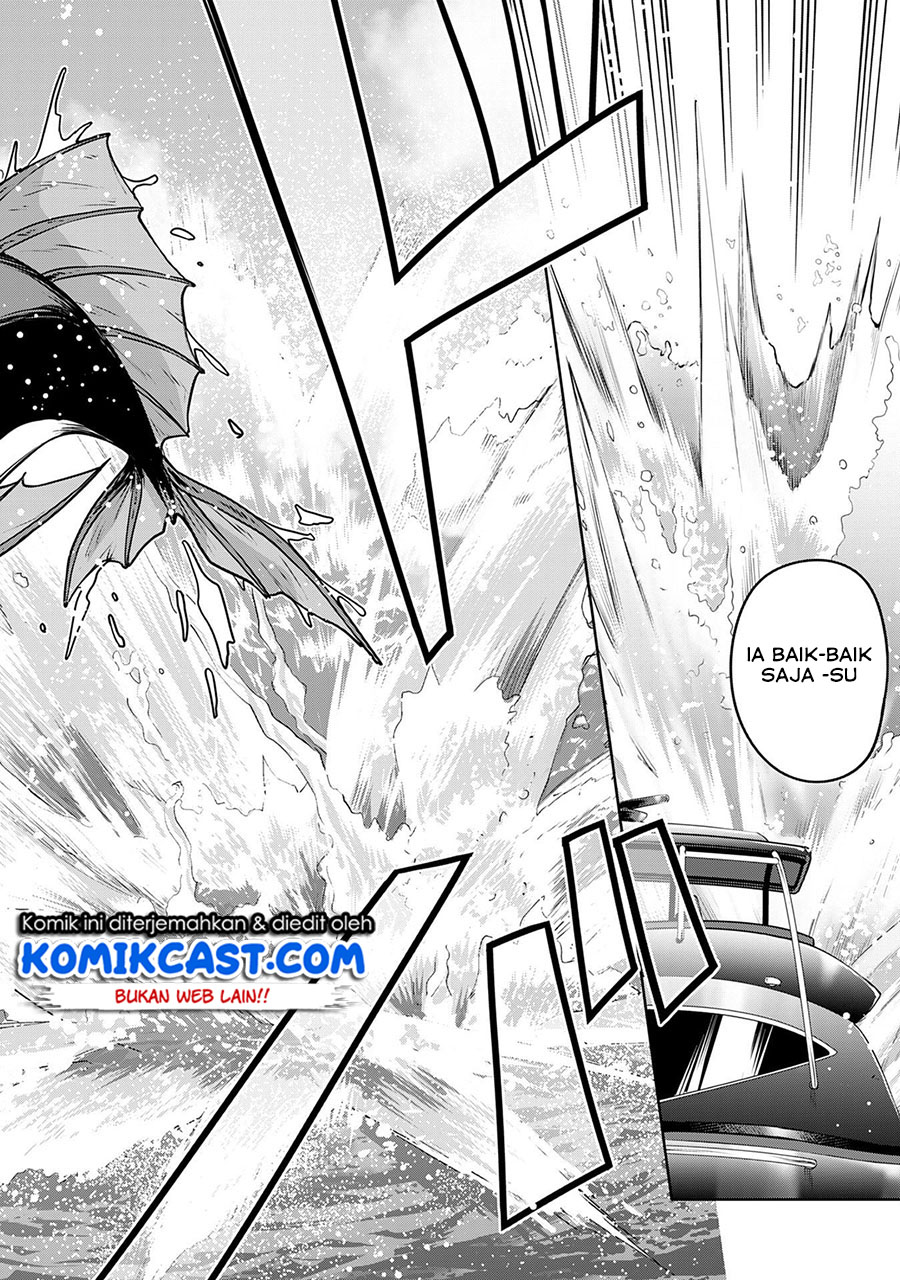 IA BAIK-BAIK
SAJA -SU
Komik ini diterjemahkan & diedit oleh
KOMIKCAST.COM
BUKAN WEB LAIN!!